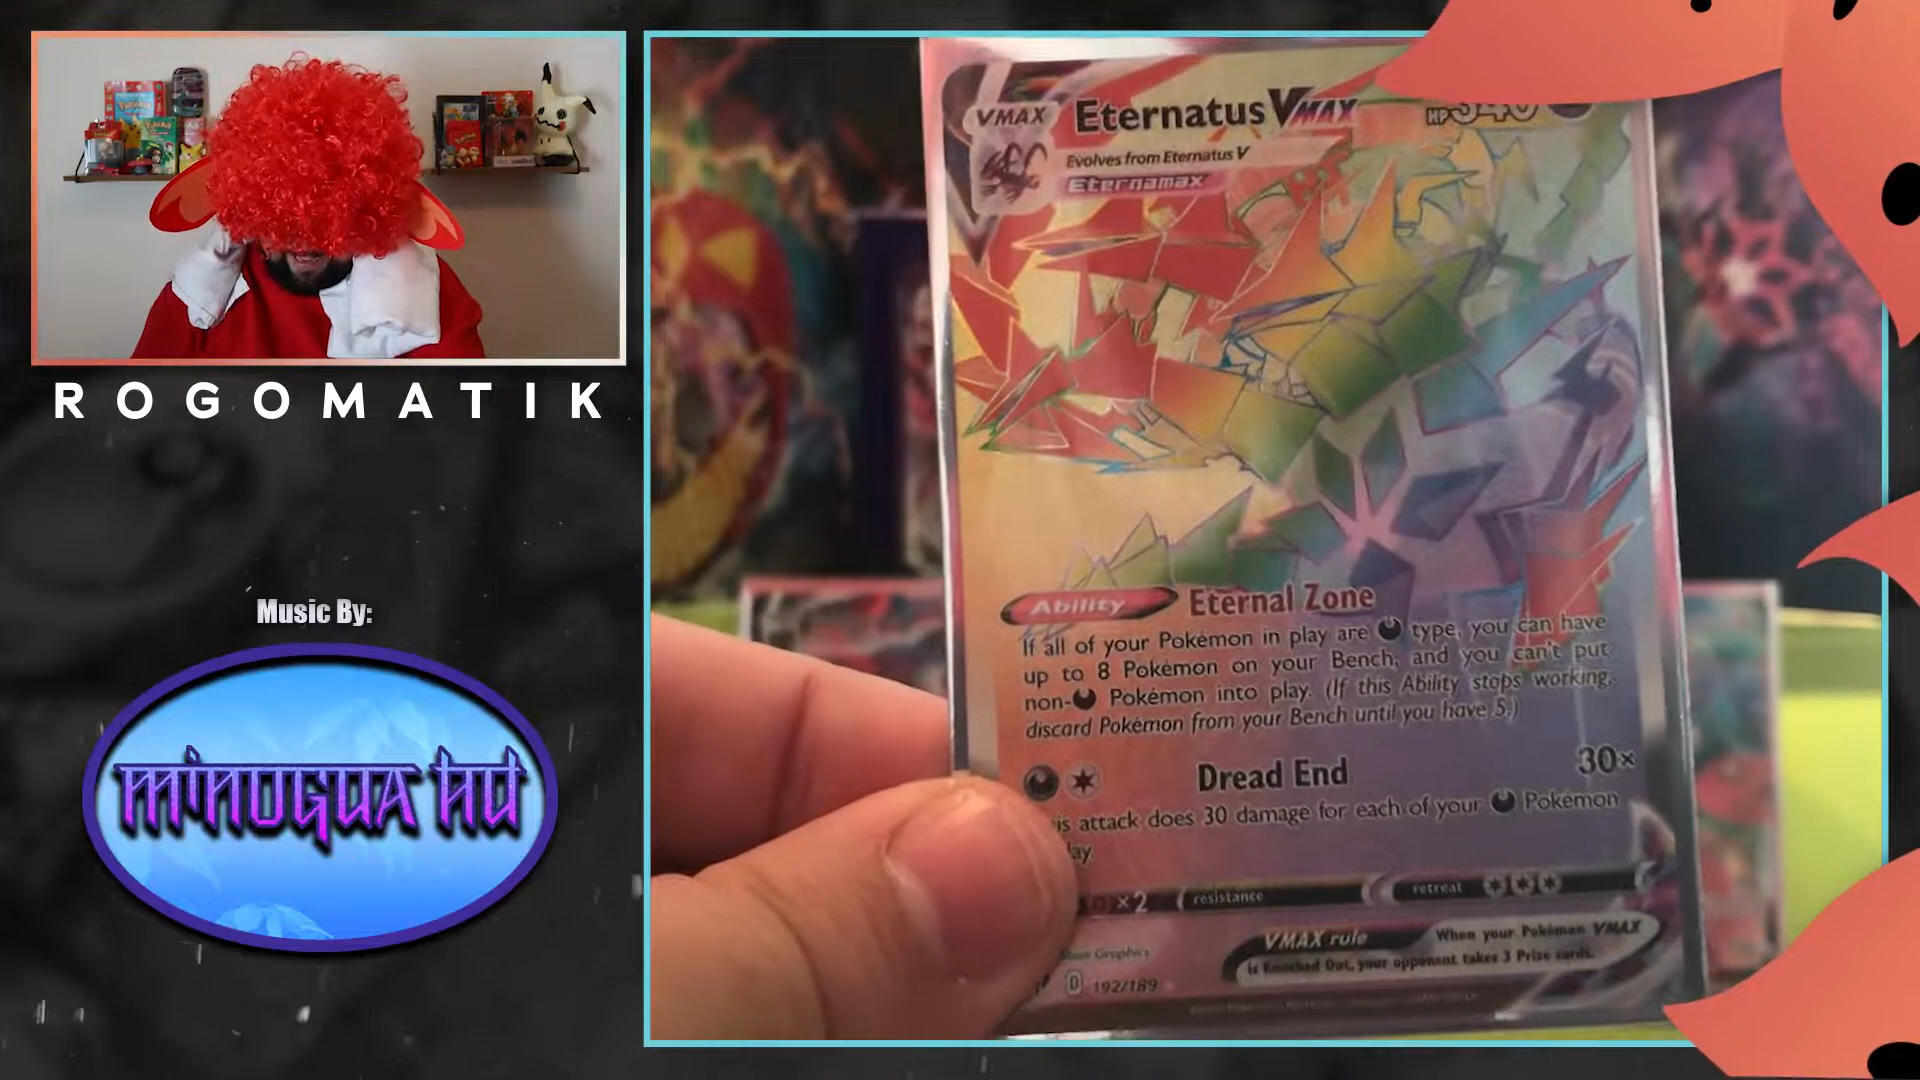 ROGOMATIK
Music By:
MINOGUA HD
VMAX
Eternatus VMAX
HP 340
Evolves from Eternatus V
Eternamax
Ability Eternal Zone
If all of your Pokémon in play are type, you can have
up to 8 Pokémon on your Bench, and you can't put
non- Pokémon into play. (If this Ability stops working,
discard Pokémon from your Bench until you have 5.)
Dread End 30×
is attack does 30 damage for each of your Pokémon
lay.
×2 resistance retreat
VMAX rule When your Pokémon VMAX
is Knocked Out, your opponent takes 3 Prize cards.
Graphics
D 192/189